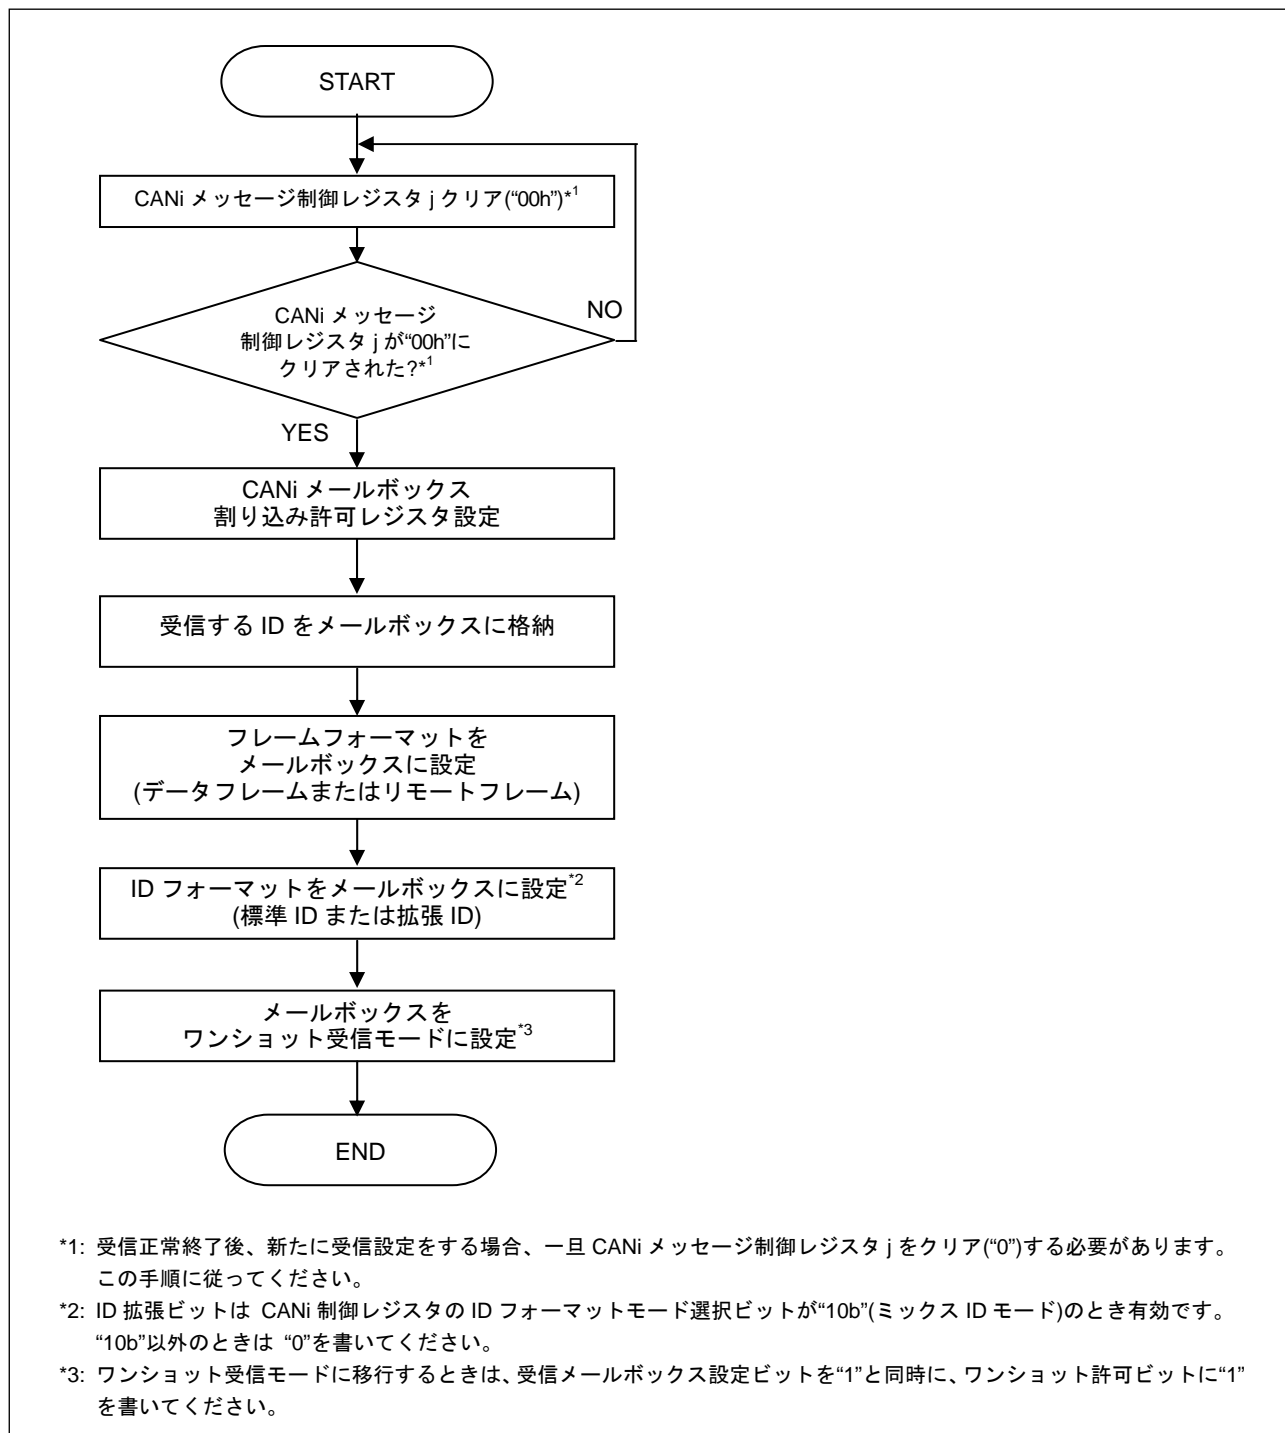 START
CANi メッセージ制御レジスタ j クリア(“00h”)*1
CANi メッセージ
制御レジスタ j が“00h”に
クリアされた?*1
NO
YES
CANi メールボックス
割り込み許可レジスタ設定
受信する ID をメールボックスに格納
フレームフォーマットを
メールボックスに設定
(データフレームまたはリモートフレーム)
ID フォーマットをメールボックスに設定*2
(標準 ID または拡張 ID)
メールボックスを
ワンショット受信モードに設定*3
END
*1: 受信正常終了後、新たに受信設定をする場合、一旦 CANi メッセージ制御レジスタ j をクリア(“0”)する必要があります。
この手順に従ってください。
*2: ID 拡張ビットは CANi 制御レジスタの ID フォーマットモード選択ビットが“10b”(ミックス ID モード)のとき有効です。
“10b”以外のときは “0”を書いてください。
*3: ワンショット受信モードに移行するときは、受信メールボックス設定ビットを“1”と同時に、ワンショット許可ビットに“1”
を書いてください。